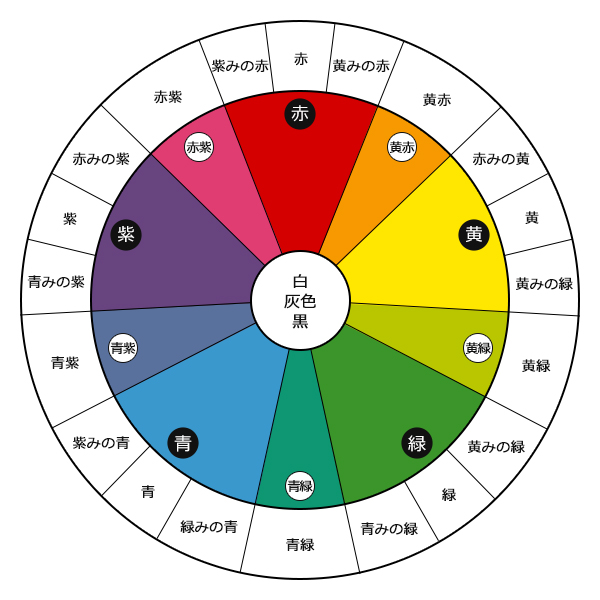 赤
黄みの赤
黄赤
赤みの黄
黄
黄みの緑
黄緑
黄みの緑
緑
青みの緑
青緑
緑みの青
青
紫みの青
青紫
青みの紫
紫
赤みの紫
赤紫
紫みの赤
赤
黄赤
黄
黄緑
緑
青緑
青
青紫
紫
赤紫
白
灰色
黒